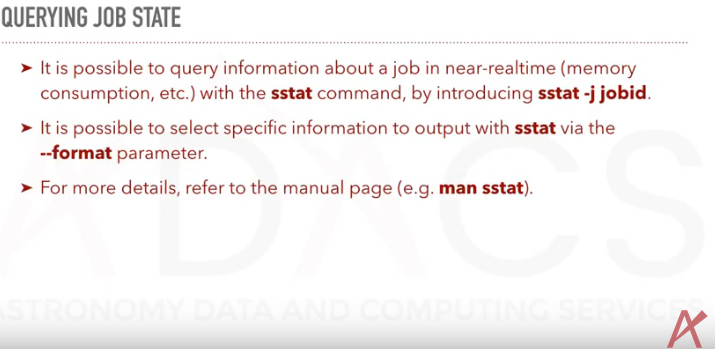 QUERYING JOB STATE
➤ It is possible to query information about a job in near-realtime (memory
consumption, etc.) with the sstat command, by introducing sstat -j jobid.
➤ It is possible to select specific information to output with sstat via the
--format parameter.
➤ For more details, refer to the manual page (e.g. man sstat).
ADACS
ASTRONOMY DATA AND COMPUTING SERVICES